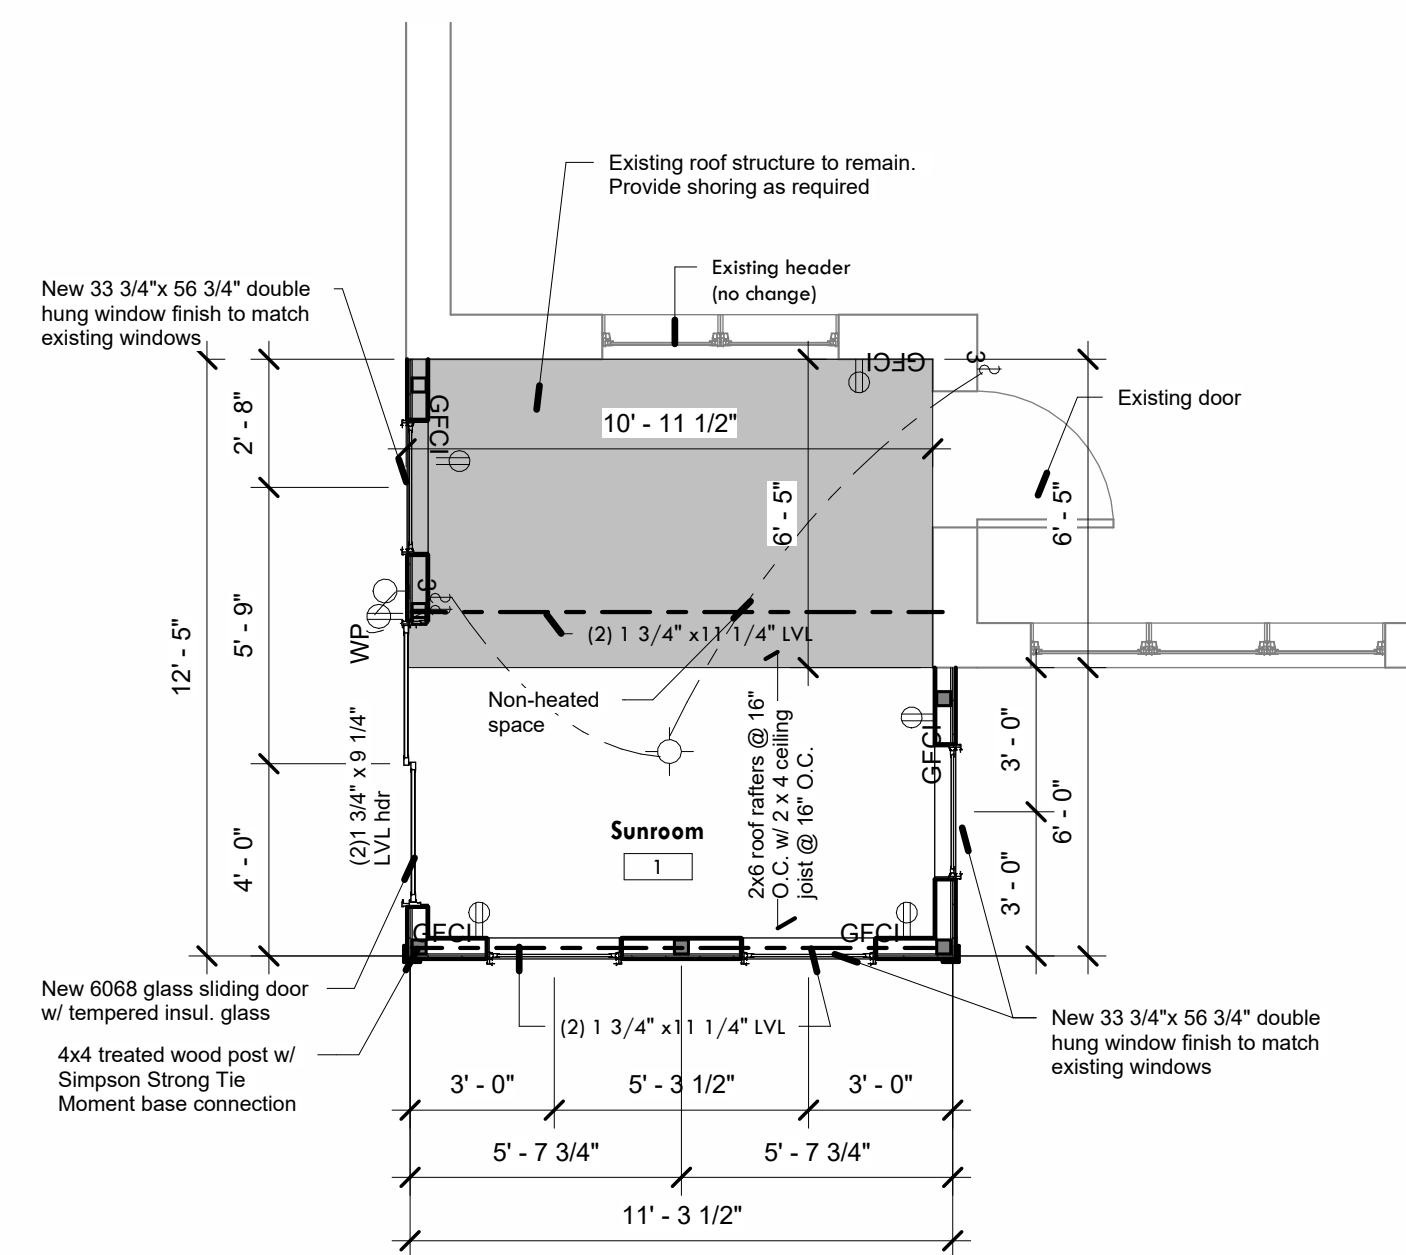 Existing roof structure to remain.
Provide shoring as required
Existing header
(no change)
New 33 3/4"x 56 3/4" double
hung window finish to match
existing windows
GFCI
3
Existing door
2' - 8"
GFCI
10' - 11 1/2"
6' - 5"
6' - 5"
12' - 5"
5' - 9"
3
WP
(2) 1 3/4" x11 1/4" LVL
Non-heated
space
(2)1 3/4" x 9 1/4"
LVL hdr
2x6 roof rafters @ 16"
O.C. w/ 2 x 4 ceiling
joist @ 16" O.C.
GFCI
3' - 0"
6' - 0"
3' - 0"
Sunroom
1
4' - 0"
GFCI
GFCI
New 6068 glass sliding door
w/ tempered insul. glass
4x4 treated wood post w/
Simpson Strong Tie
Moment base connection
(2) 1 3/4" x11 1/4" LVL
New 33 3/4"x 56 3/4" double
hung window finish to match
existing windows
3' - 0"
5' - 3 1/2"
3' - 0"
5' - 7 3/4"
5' - 7 3/4"
11' - 3 1/2"